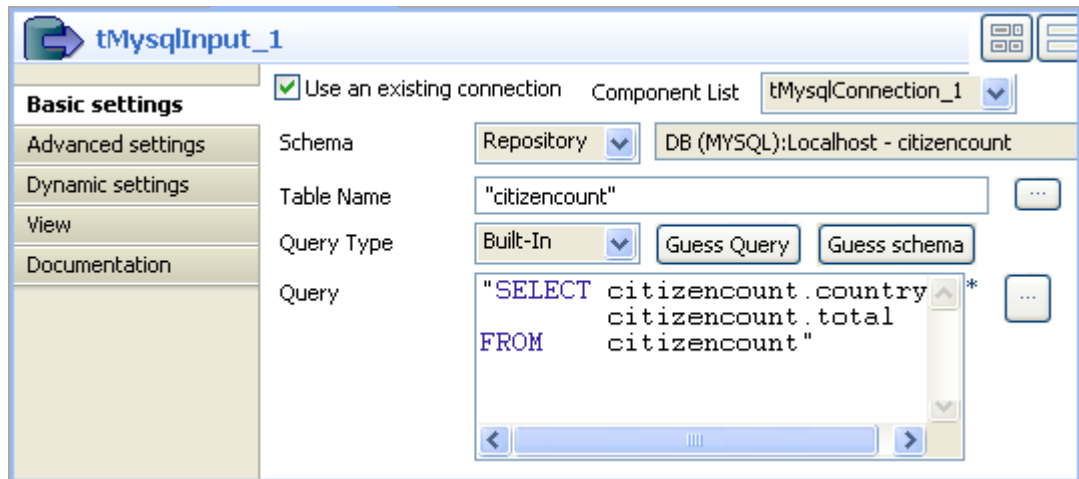 tMysqlInput_1
Basic settings
Advanced settings
Dynamic settings
View
Documentation
Use an existing connection Component List tMysqlConnection_1
Schema Repository DB (MYSQL):Localhost - citizencount
Table Name "citizencount" ...
Query Type Built-In Guess Query Guess schema
Query "SELECT citizencount.country * ...
citizencount.total
FROM citizencount"